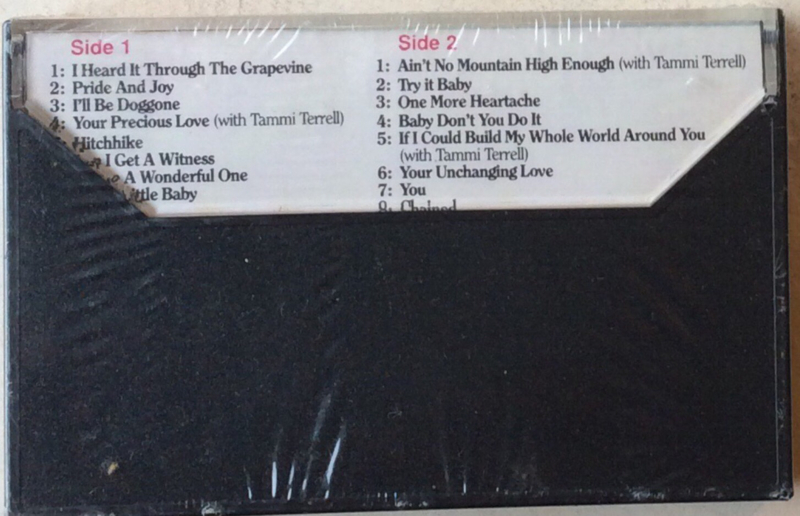 Side 1
1: I Heard It Through The Grapevine
2: Pride And Joy
3: I'll Be Doggone
4: Your Precious Love (with Tammi Terrell)
Hitchhike
I Get A Witness
A Wonderful One
Little Baby
Side 2
1: Ain't No Mountain High Enough (with Tammi Terrell)
2: Try it Baby
3: One More Heartache
4: Baby Don't You Do It
5: If I Could Build My Whole World Around You
(with Tammi Terrell)
6: Your Unchanging Love
7: You
8: Chained